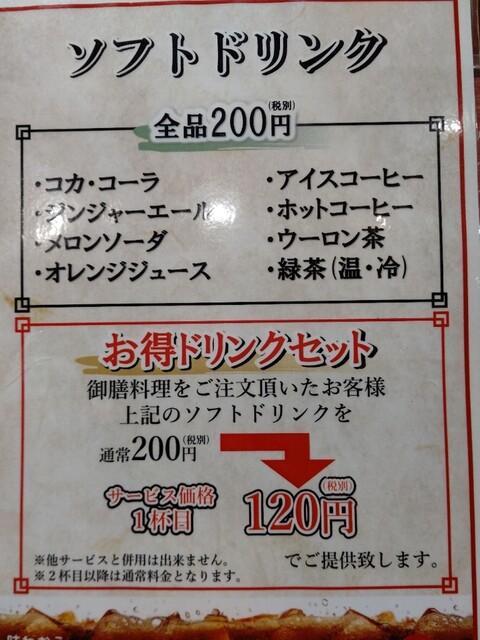 ソフトドリンク
全品200円(税別)
・コカ・コーラ
・ジンジャーエール
・メロンソーダ
・オレンジジュース
・アイスコーヒー
・ホットコーヒー
・ウーロン茶
・緑茶(温・冷)
お得ドリンクセット
御膳料理をご注文頂いたお客様
上記のソフトドリンクを
通常200円(税別)
サービス価格
1杯目
120円(税別)
でご提供致します。
※他サービスと併用は出来ません。
※2杯目以降は通常料金となります。